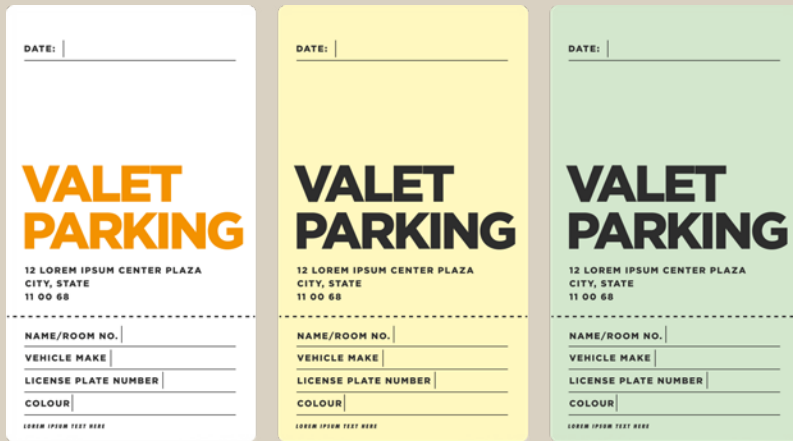 DATE:
VALET
PARKING
12 LOREM IPSUM CENTER PLAZA
CITY, STATE
11 00 68
NAME/ROOM NO.
VEHICLE MAKE
LICENSE PLATE NUMBER
COLOUR
LOREM IPSUM TEXT HERE
DATE:
VALET
PARKING
12 LOREM IPSUM CENTER PLAZA
CITY, STATE
11 00 68
NAME/ROOM NO.
VEHICLE MAKE
LICENSE PLATE NUMBER
COLOUR
LOREM IPSUM TEXT HERE
DATE:
VALET
PARKING
12 LOREM IPSUM CENTER PLAZA
CITY, STATE
11 00 68
NAME/ROOM NO.
VEHICLE MAKE
LICENSE PLATE NUMBER
COLOUR
LOREM IPSUM TEXT HERE